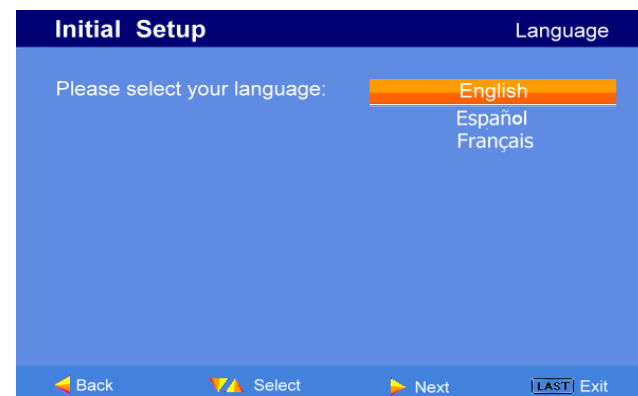 Initial Setup Language
Please select your language: English
Español
Français
Back Select Next LAST Exit